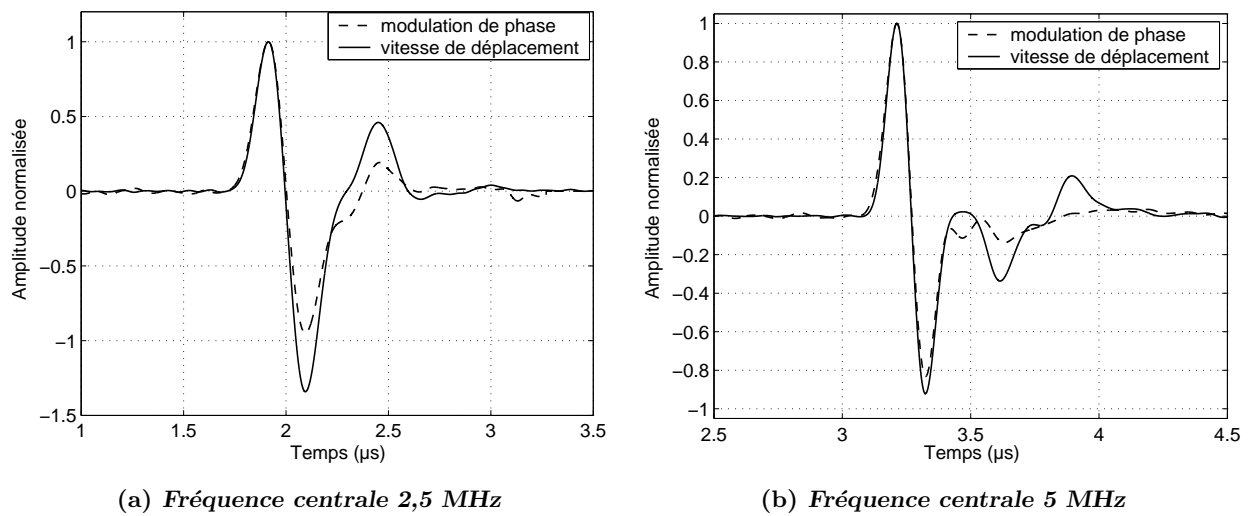 modulation de phase
vitesse de déplacement
1
0.5
0
−0.5
−1
−1.5
Amplitude normalisée
1
1.5
2
2.5
3
3.5
Temps (µs)
(a) Fréquence centrale 2,5 MHz
modulation de phase
vitesse de déplacement
1
0.8
0.6
0.4
0.2
0
−0.2
−0.4
−0.6
−0.8
−1
Amplitude normalisée
2.5
3
3.5
4
4.5
Temps (µs)
(b) Fréquence centrale 5 MHz